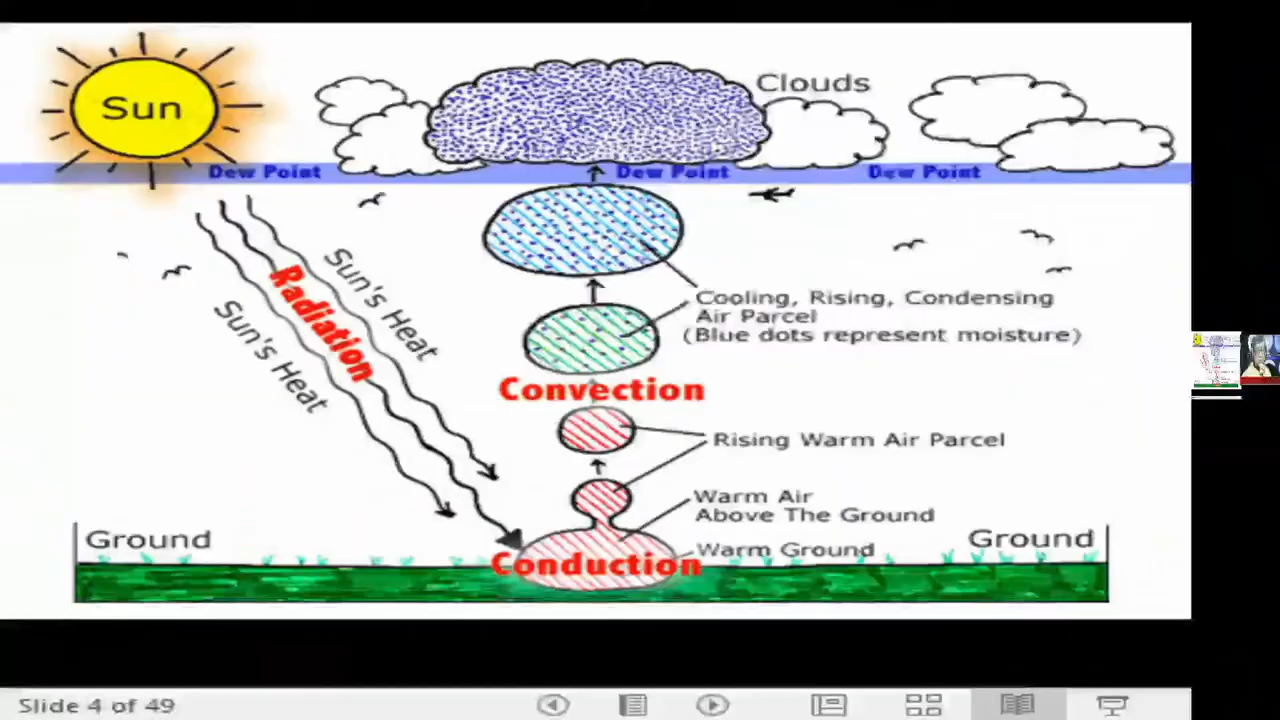 Sun
Clouds
Dew Point
Dew Point
Dew Point
Sun's Heat
Radiation
Sun's Heat
Cooling, Rising, Condensing
Air Parcel
(Blue dots represent moisture)
Convection
Rising Warm Air Parcel
Warm Air
Above The Ground
Ground
Ground
Warm Ground
Conduction
Slide 4 of 49